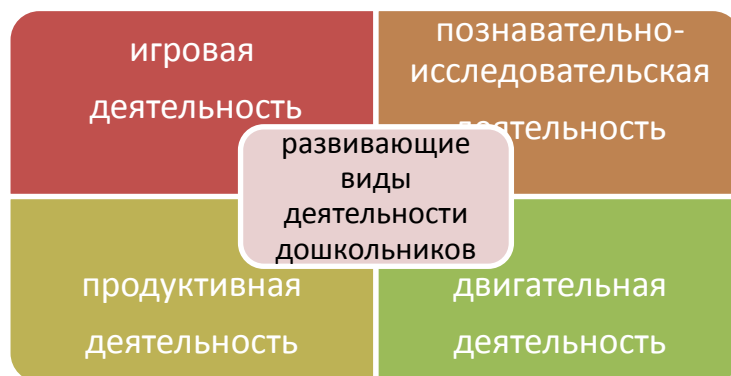 игровая
деятельность
познавательно-
исследовательская
деятельность
развивающие
виды
деятельности
дошкольников
продуктивная
деятельность
двигательная
деятельность